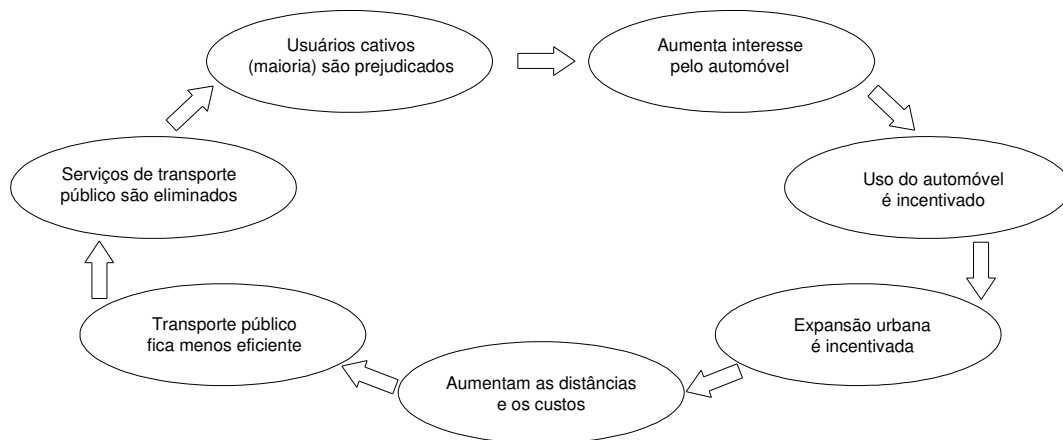 Usuários cativos
(maioria) são prejudicados
Aumenta interesse
pelo automóvel
Uso do automóvel
é incentivado
Expansão urbana
é incentivada
Aumentam as distâncias
e os custos
Transporte público
fica menos eficiente
Serviços de transporte
público são eliminados